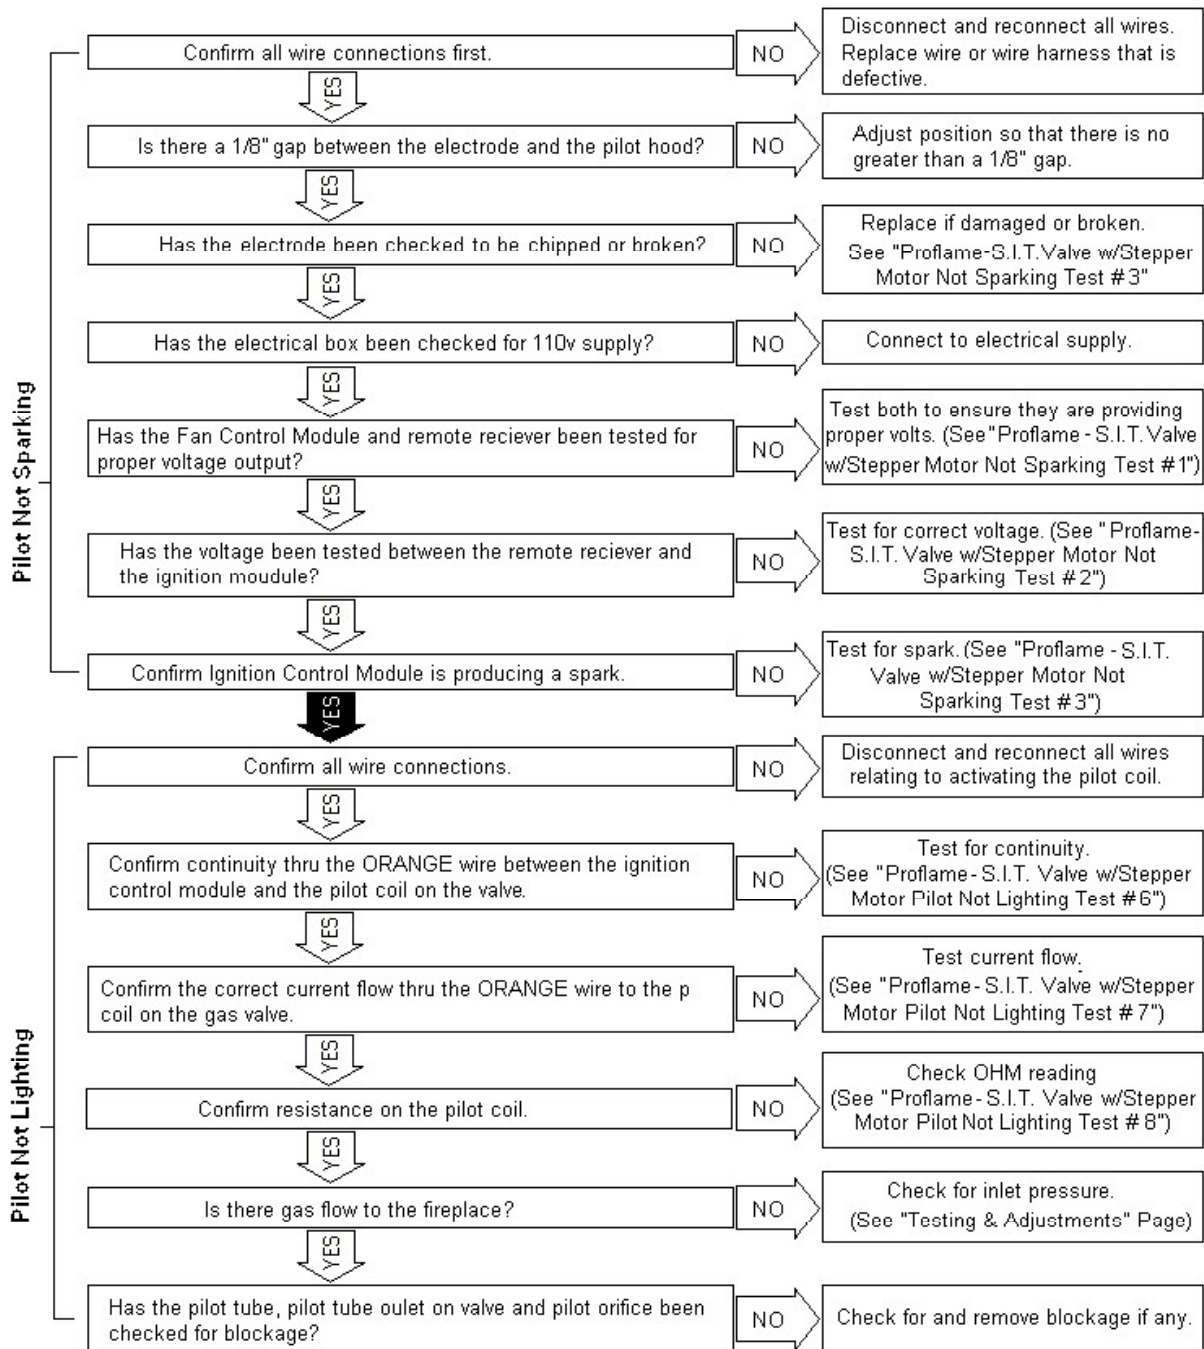 Pilot Not Sparking
Confirm all wire connections first.
NO
Disconnect and reconnect all wires.
Replace wire or wire harness that is
defective.
YES
Is there a 1/8" gap between the electrode and the pilot hood?
NO
Adjust position so that there is no
greater than a 1/8" gap.
YES
Has the electrode been checked to be chipped or broken?
NO
Replace if damaged or broken.
See "Proflame-S.I.T.Valve w/Stepper
Motor Not Sparking Test #3"
YES
Has the electrical box been checked for 110v supply?
NO
Connect to electrical supply.
YES
Has the Fan Control Module and remote reciever been tested for
proper voltage output?
NO
Test both to ensure they are providing
proper volts. (See "Proflame - S.I.T. Valve
w/Stepper Motor Not Sparking Test #1")
YES
Has the voltage been tested between the remote reciever and
the ignition moudule?
NO
Test for correct voltage. (See " Proflame-
S.I.T. Valve w/Stepper Motor Not
Sparking Test #2")
YES
Confirm Ignition Control Module is producing a spark.
NO
Test for spark. (See "Proflame - S.I.T.
Valve w/Stepper Motor Not
Sparking Test #3")
YES
Pilot Not Lighting
Confirm all wire connections.
NO
Disconnect and reconnect all wires
relating to activating the pilot coil.
YES
Confirm continuity thru the ORANGE wire between the ignition
control module and the pilot coil on the valve.
NO
Test for continuity.
(See "Proflame- S.I.T. Valve w/Stepper
Motor Pilot Not Lighting Test #6")
YES
Confirm the correct current flow thru the ORANGE wire to the p
coil on the gas valve.
NO
Test current flow.
(See "Proflame- S.I.T. Valve w/Stepper
Motor Pilot Not Lighting Test #7")
YES
Confirm resistance on the pilot coil.
NO
Check OHM reading
(See "Proflame- S.I.T. Valve w/Stepper
Motor Pilot Not Lighting Test #8")
YES
Is there gas flow to the fireplace?
NO
Check for inlet pressure.
(See "Testing & Adjustments" Page)
YES
Has the pilot tube, pilot tube oulet on valve and pilot orifice been
checked for blockage?
NO
Check for and remove blockage if any.